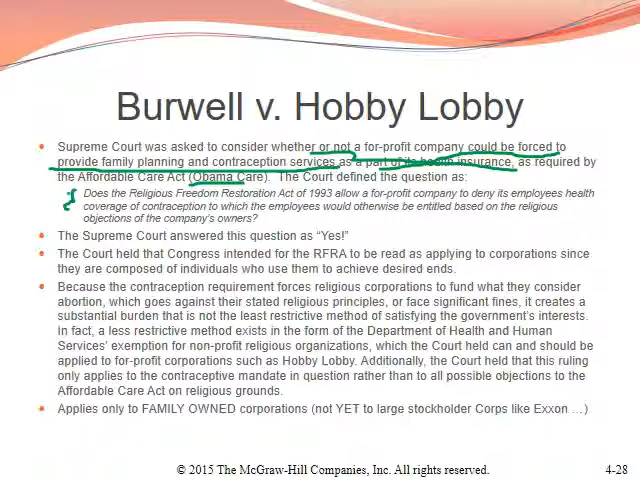 Burwell v. Hobby Lobby
• Supreme Court was asked to consider whether or not a for-profit company could be forced to
provide family planning and contraception services as a part of its health insurance, as required by
the Affordable Care Act (Obama Care). The Court defined the question as:
Does the Religious Freedom Restoration Act of 1993 allow a for-profit company to deny its employees health
coverage of contraception to which the employees would otherwise be entitled based on the religious
objections of the company's owners?
• The Supreme Court answered this question as “Yes!”
• The Court held that Congress intended for the RFRA to be read as applying to corporations since
they are composed of individuals who use them to achieve desired ends.
• Because the contraception requirement forces religious corporations to fund what they consider
abortion, which goes against their stated religious principles, or face significant fines, it creates a
substantial burden that is not the least restrictive method of satisfying the government's interests.
In fact, a less restrictive method exists in the form of the Department of Health and Human
Services' exemption for non-profit religious organizations, which the Court held can and should be
applied to for-profit corporations such as Hobby Lobby. Additionally, the Court held that this ruling
only applies to the contraceptive mandate in question rather than to all possible objections to the
Affordable Care Act on religious grounds.
• Applies only to FAMILY OWNED corporations (not YET to large stockholder Corps like Exxon …)
© 2015 The McGraw-Hill Companies, Inc. All rights reserved.
4-28